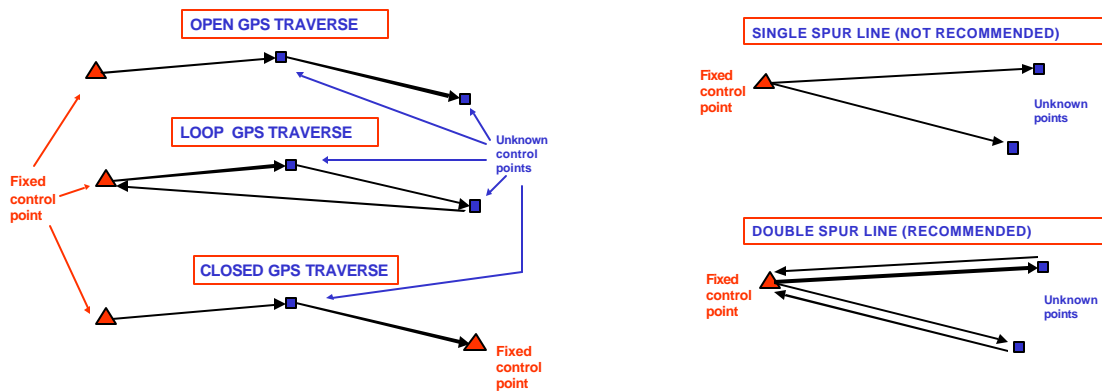 OPEN GPS TRAVERSE
LOOP GPS TRAVERSE
Unknown
control
points
Fixed
control
point
CLOSED GPS TRAVERSE
Fixed
control
point
SINGLE SPUR LINE (NOT RECOMMENDED)
Fixed
control
point
Unknown
points
DOUBLE SPUR LINE (RECOMMENDED)
Fixed
control
point
Unknown
points